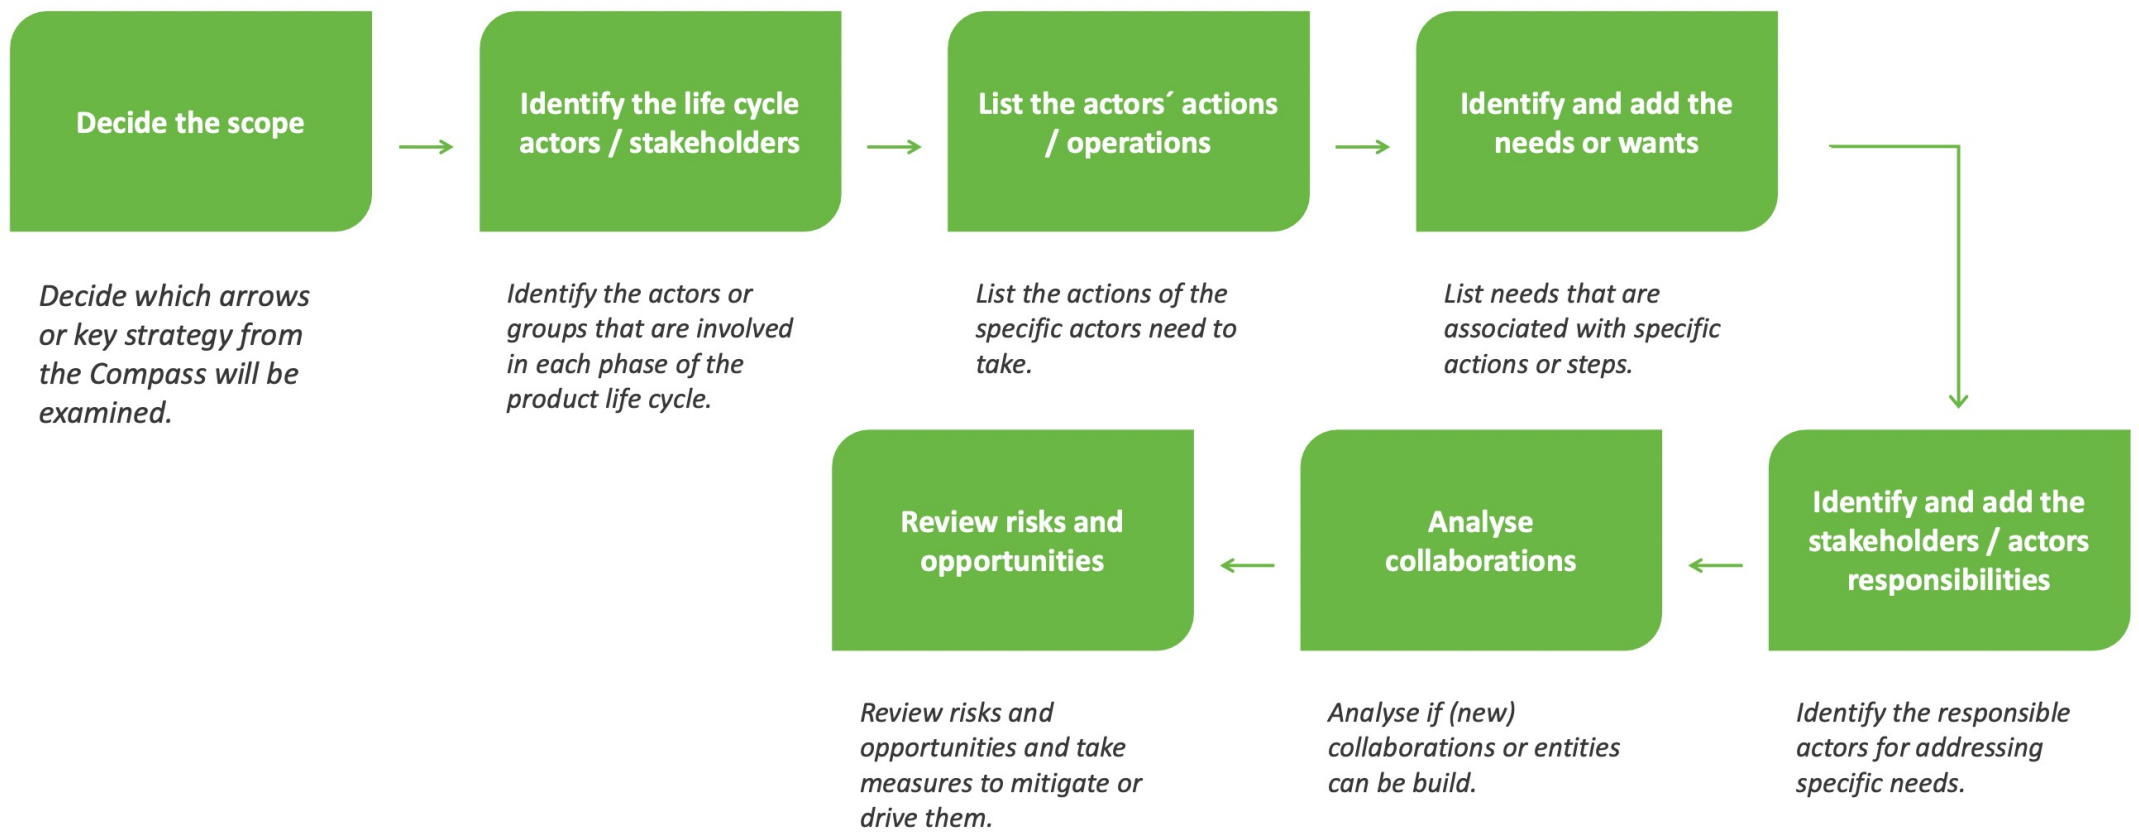 Decide the scope
Decide which arrows
or key strategy from
the Compass will be
examined.
Identify the life cycle
actors / stakeholders
Identify the actors or
groups that are involved
in each phase of the
product life cycle.
List the actors´ actions
/ operations
List the actions of the
specific actors need to
take.
Identify and add the
needs or wants
List needs that are
associated with specific
actions or steps.
Identify and add the
stakeholders / actors
responsibilities
Identify the responsible
actors for addressing
specific needs.
Analyse
collaborations
Analyse if (new)
collaborations or entities
can be build.
Review risks and
opportunities
Review risks and
opportunities and take
measures to mitigate or
drive them.